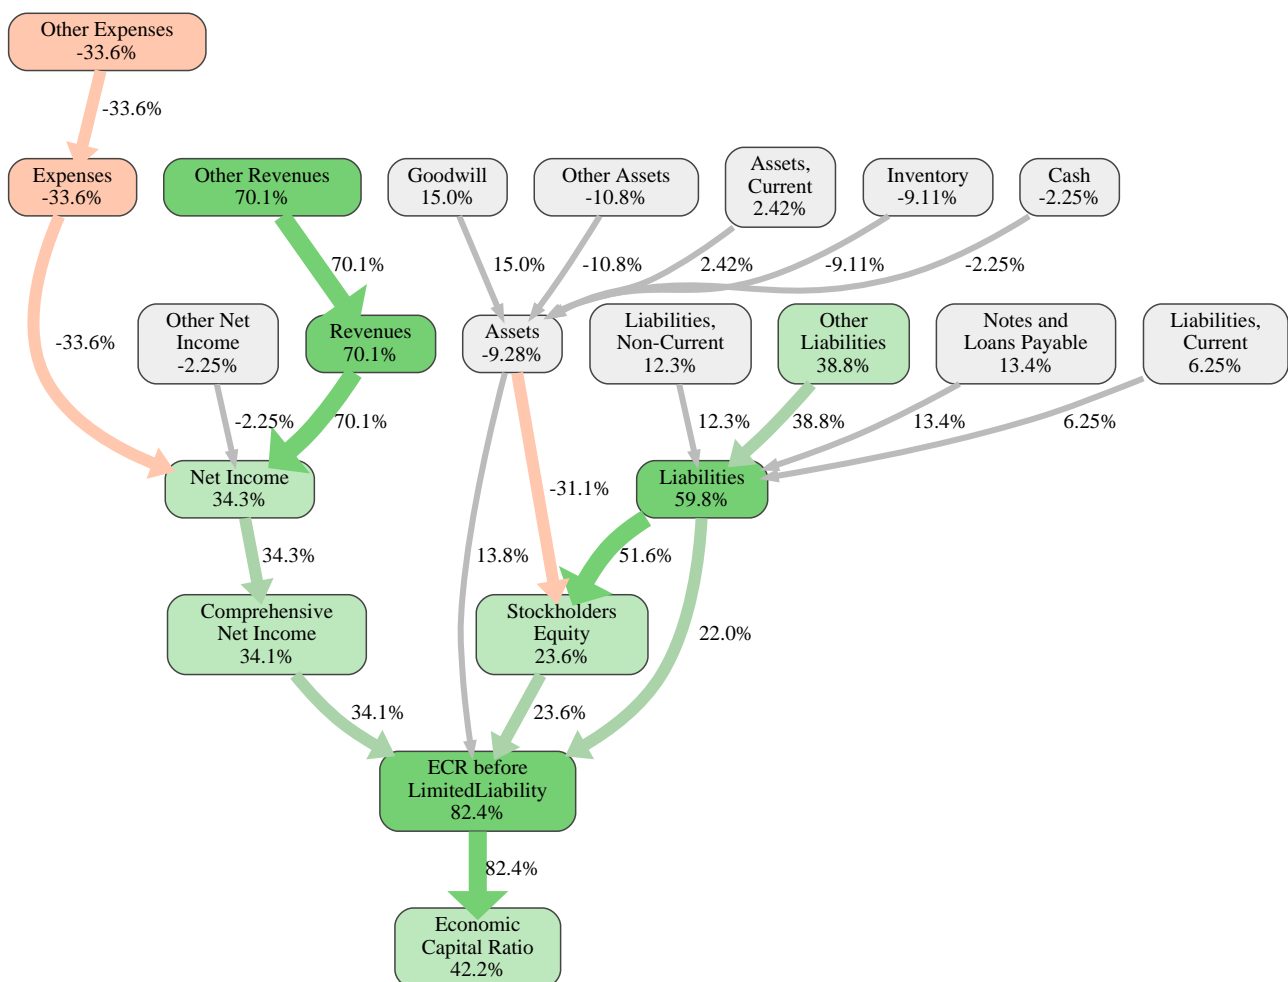 Other Expenses
-33.6%
-33.6%
Expenses
-33.6%
Other Revenues
70.1%
Goodwill
15.0%
Other Assets
-10.8%
Assets,
Current
2.42%
Inventory
-9.11%
Cash
-2.25%
70.1%
15.0%
-10.8%
2.42%
-9.11%
-2.25%
-33.6%
Other Net
Income
-2.25%
Revenues
70.1%
Assets
-9.28%
Liabilities,
Non-Current
12.3%
Other
Liabilities
38.8%
Notes and
Loans Payable
13.4%
Liabilities,
Current
6.25%
-2.25%
70.1%
12.3%
38.8%
13.4%
6.25%
Net Income
34.3%
-31.1%
Liabilities
59.8%
34.3%
13.8%
51.6%
Comprehensive
Net Income
34.1%
Stockholders
Equity
23.6%
22.0%
34.1%
23.6%
ECR before
LimitedLiability
82.4%
82.4%
Economic
Capital Ratio
42.2%